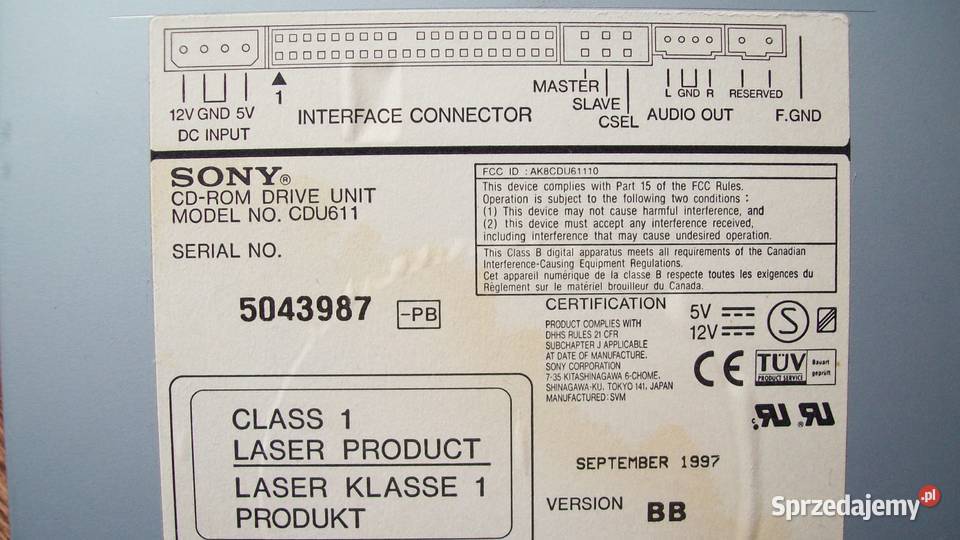 MASTER
SLAVE
CSEL
L GND R
RESERVED
12V GND 5V
1
INTERFACE CONNECTOR
AUDIO OUT
F.GND
DC INPUT
SONY®
CD-ROM DRIVE UNIT
MODEL NO. CDU611
SERIAL NO.
5043987 -PB
FCC ID : AK8CDU61110
This device complies with Part 15 of the FCC Rules.
Operation is subject to the following two conditions :
(1) This device may not cause harmful interference, and
(2) this device must accept any interference received,
including interference that may cause undesired operation.
This Class B digital apparatus meets all requirements of the Canadian
Interference-Causing Equipment Regulations.
Cet appareil numérique de la classe B respecte toutes les exigences du
Règlement sur le matériel brouilleur du Canada.
CERTIFICATION
PRODUCT COMPLIES WITH
DHHS RULES 21 CFR
SUBCHAPTER J APPLICABLE
AT DATE OF MANUFACTURE.
SONY CORPORATION
7-35 KITASHINAGAWA 6-CHOME,
SHINAGAWA-KU, TOKYO 141, JAPAN
MANUFACTURED: SVM
5V
12V
S
CE
TÜV
PRODUCT SERVICE
Bauart
geprüft
c RU ® RU
CLASS 1
LASER PRODUCT
LASER KLASSE 1
PRODUKT
SEPTEMBER 1997
VERSION BB
Sprzedajemy.pl